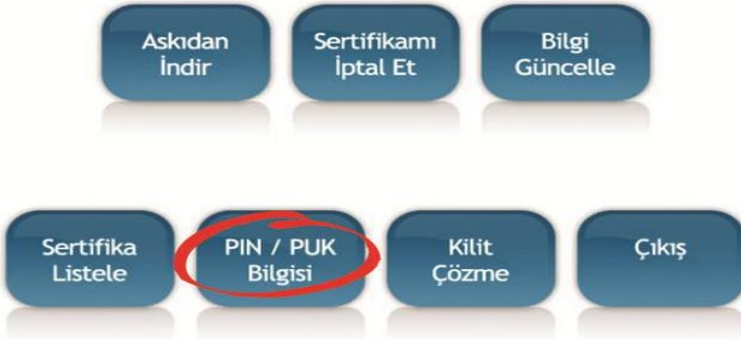 Askıdan
İndir
Sertifikamı
İptal Et
Bilgi
Güncelle
Sertifika
Listele
PIN / PUK
Bilgisi
Kilit
Çözme
Çıkış